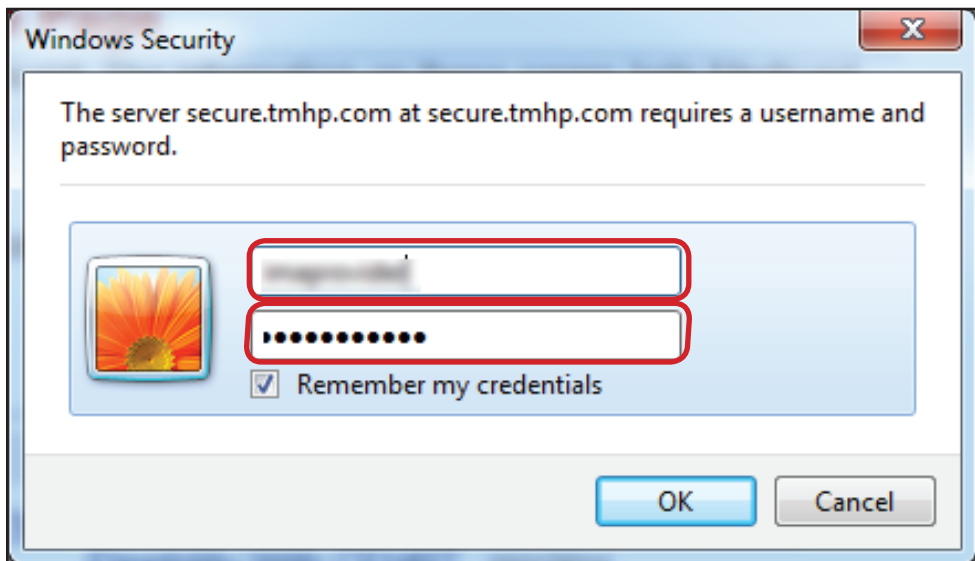 Windows Security
The server secure.tmhp.com at secure.tmhp.com requires a username and
password.
Remember my credentials
OK
Cancel